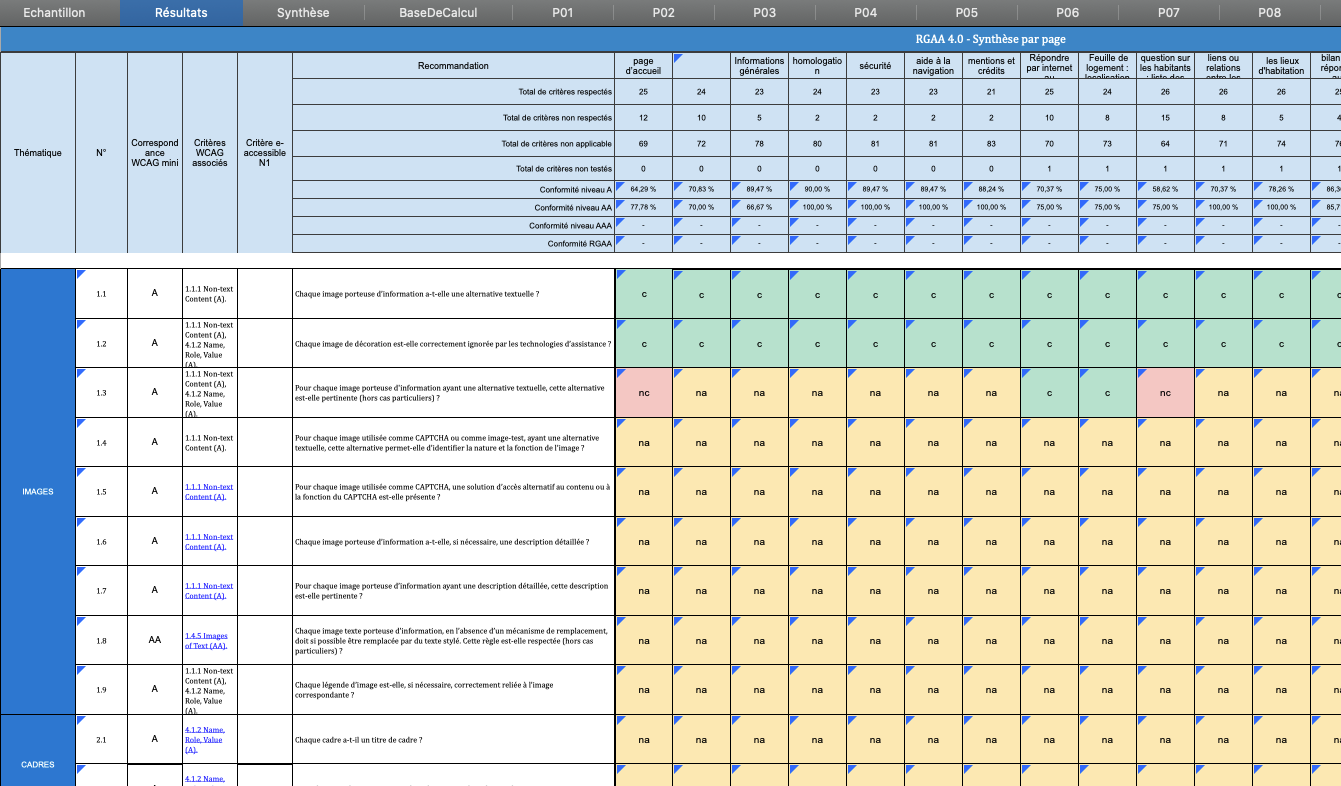 Echantillon Résultats Synthèse BaseDeCalcul P01 P02 P03 P04 P05 P06 P07 P08
RGAA 4.0 - Synthèse par page
Thématique
N°
Correspond
ance
WCAG mini
Critères
WCAG
associés
Critère e-
accessible
N1
Recommandation
page
d'accueil
Informations
générales
homologatio
n
sécurité
aide à la
navigation
mentions et
crédits
Répondre
par internet
au
Feuille de
logement :
localisation
question sur
les habitants
: liste des
liens ou
relations
entre les
les lieux
d'habitation
bilan
Total de critères respectés 25 24 23 24 23 23 21 25 24 26 26 26
Total de critères non respectés 12 10 5 2 2 2 2 10 8 15 8 5 4
Total de critères non applicable 69 72 78 80 81 81 83 70 73 64 71 74 76
Total de critères non testés 0 0 0 0 0 0 0 1 1 1 1 1 1
Conformité niveau A 64,29 % 70,83 % 89,47 % 90,00 % 89,47 % 89,47 % 88,24 % 70,37 % 75,00 % 58,62 % 70,37 % 78,26 % 86,3
Conformité niveau AA 77,78 % 70,00 % 66,67 % 100,00 % 100,00 % 100,00 % 100,00 % 75,00 % 75,00 % 75,00 % 100,00 % 100,00 % 85,7
Conformité niveau AAA - - - - - - - - - - - -
Conformité RGAA - - - - - - - - - - - -
IMAGES
1.1 A
1.1.1 Non-text
Content (A).
Chaque image porteuse d'information a-t-elle une alternative textuelle ?
c c c c c c c c c c c c c
1.2 A
1.1.1 Non-text
Content (A),
4.1.2 Name,
Role, Value
(A).
Chaque image de décoration est-elle correctement ignorée par les technologies d'assistance ?
c c c c c c c c c c c c c
1.3 A
1.1.1 Non-text
Content (A),
4.1.2 Name,
Role, Value
(A).
Pour chaque image porteuse d'information ayant une alternative textuelle, cette alternative
est-elle pertinente (hors cas particuliers) ?
nc na na na na na na c c nc na na na
1.4 A
1.1.1 Non-text
Content (A).
Pour chaque image utilisée comme CAPTCHA ou comme image-test, ayant une alternative
textuelle, cette alternative permet-elle d'identifier la nature et la fonction de l'image ?
na na na na na na na na na na na na na
1.5 A
1.1.1 Non-text
Content (A).
Pour chaque image utilisée comme CAPTCHA, une solution d'accès alternatif au contenu ou à
la fonction du CAPTCHA est-elle présente ?
na na na na na na na na na na na na na
1.6 A
1.1.1 Non-text
Content (A).
Chaque image porteuse d'information a-t-elle, si nécessaire, une description détaillée ?
na na na na na na na na na na na na na
1.7 A
1.1.1 Non-text
Content (A).
Pour chaque image porteuse d'information ayant une description détaillée, cette description
est-elle pertinente ?
na na na na na na na na na na na na na
1.8 AA
1.4.5 Images
of Text (AA).
Chaque image texte porteuse d'information, en l'absence d'un mécanisme de remplacement,
doit si possible être remplacée par du texte stylé. Cette règle est-elle respectée (hors cas
particuliers) ?
na na na na na na na na na na na na na
1.9 A
1.1.1 Non-text
Content (A),
4.1.2 Name,
Role, Value
(A).
Chaque légende d'image est-elle, si nécessaire, correctement reliée à l'image
correspondante ?
na na na na na na na na na na na na na
CADRES
2.1 A
4.1.2 Name,
Role, Value
(A).
Chaque cadre a-t-il un titre de cadre ?
na na na na na na na na na na na na na
4.1.2 Name,